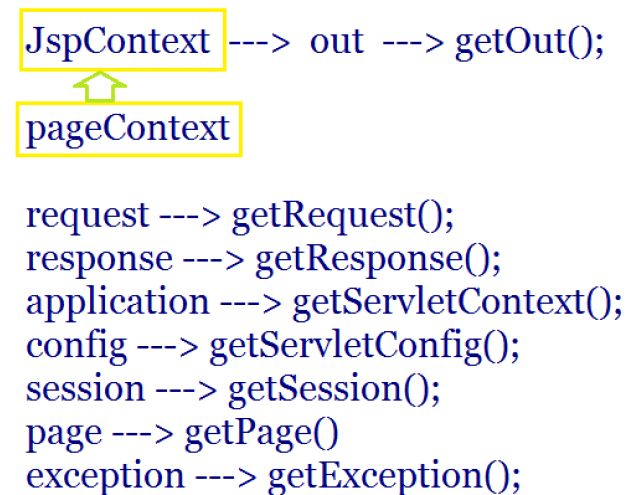 JspContext ---> out ---> getOut();
pageContext
request ---> getRequest();
response ---> getResponse();
application ---> getServletContext();
config ---> getServletConfig();
session ---> getSession();
page ---> getPage()
exception ---> getException();